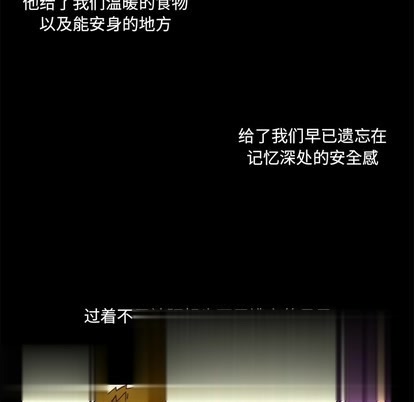 他给了我们温暖的食物
以及能安身的地方
给了我们早已遗忘在
记忆深处的安全感
过着不